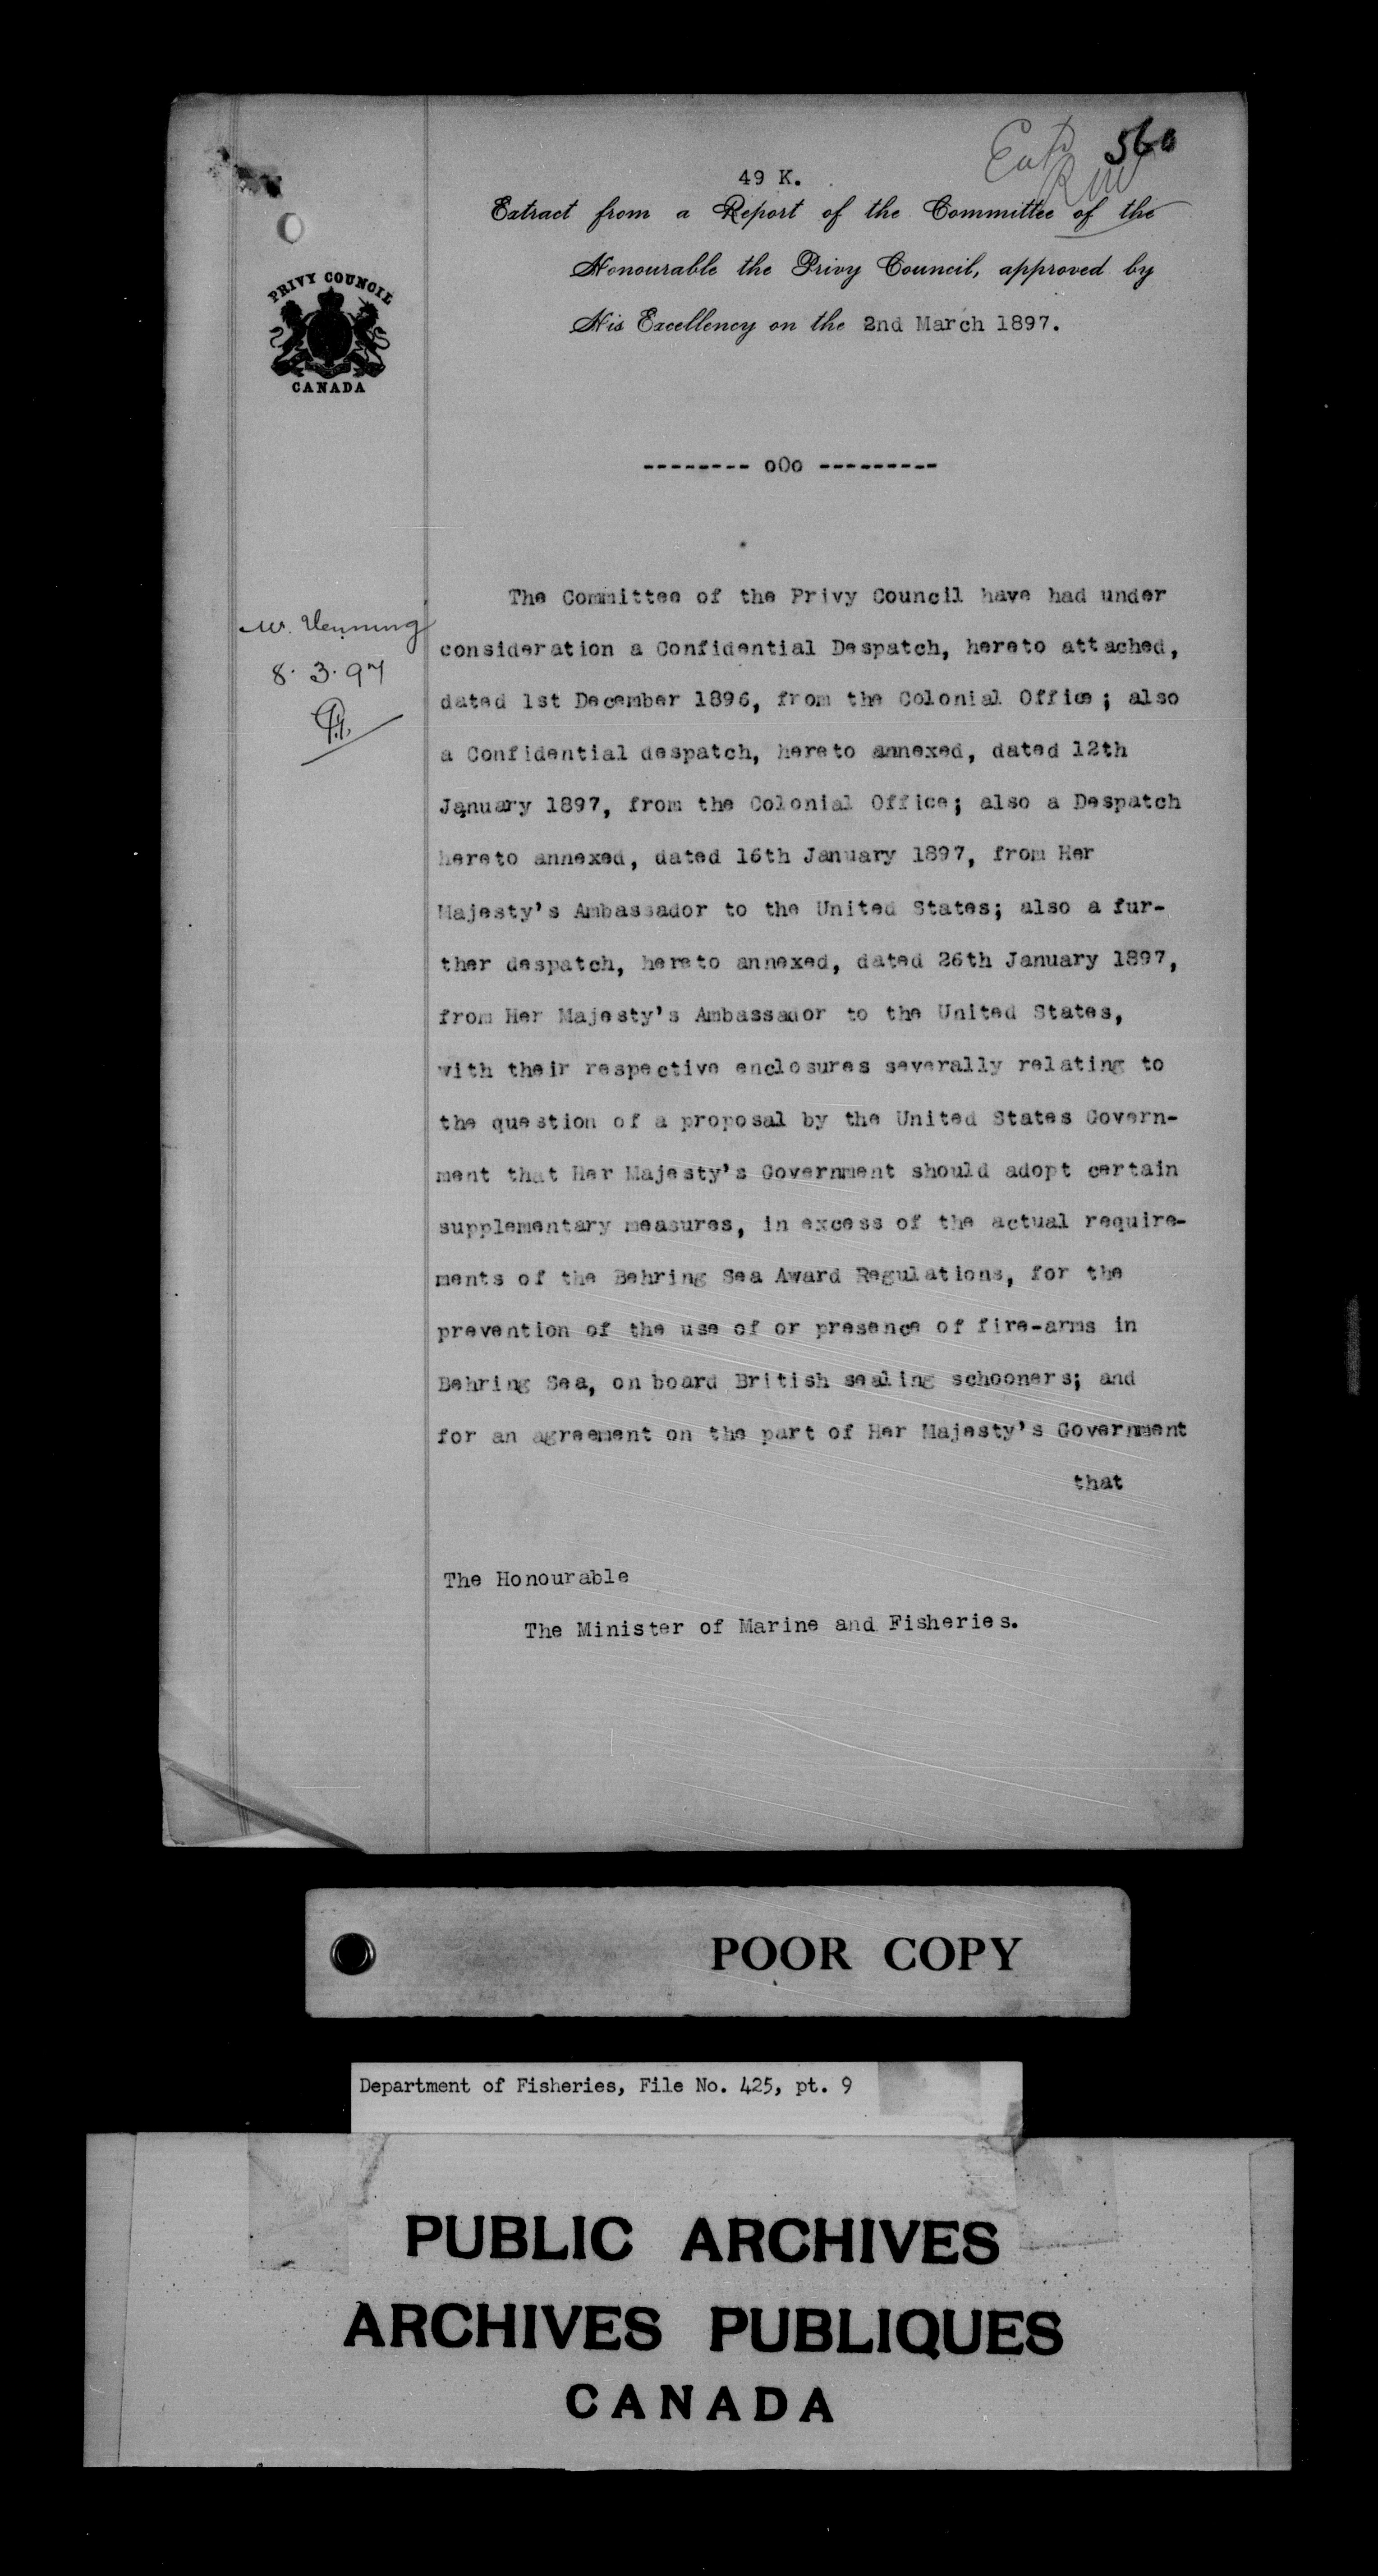 560
49 K.
Extract from a Report of the Committee of the
Honourable the Privy Council, approved by
His Excellency on the 2nd March 1897.
PRIVY COUNCIL
CANADA
-------- oOo ---------
Mr. Venning
8. 3. 97
The Committee of the Privy Council have had under
consideration a Confidential Despatch, hereto attached,
dated 1st December 1896, from the Colonial Office; also
a Confidential despatch, hereto annexed, dated 12th
January 1897, from the Colonial Office; also a Despatch
hereto annexed, dated 16th January 1897, from Her
Majesty's Ambassador to the United States; also a fur-
ther despatch, hereto annexed, dated 26th January 1897,
from Her Majesty's Ambassador to the United States,
with their respective enclosures severally relating to
the question of a proposal by the United States Govern-
ment that Her Majesty's Government should adopt certain
supplementary measures, in excess of the actual require-
ments of the Behring Sea Award Regulations, for the
prevention of the use of or presence of fire-arms in
Behring Sea, on board British sealing schooners; and
for an agreement on the part of Her Majesty's Government
that
The Honourable
The Minister of Marine and Fisheries.
POOR COPY
Department of Fisheries, File No. 425, pt. 9
PUBLIC ARCHIVES
ARCHIVES PUBLIQUES
CANADA